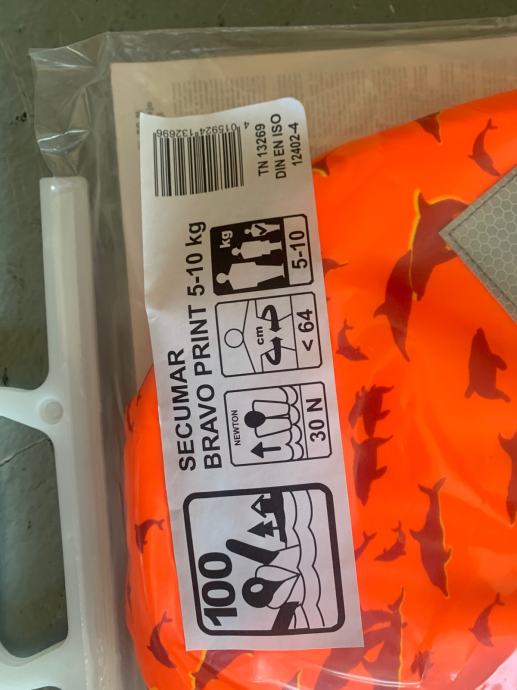 SECUMAR
BRAVO PRINT 5-10 kg
100
NEWTON
30 N
cm
< 64
kg
5-10
4 015924 132696
TN 13269
DIN EN ISO
12402-4